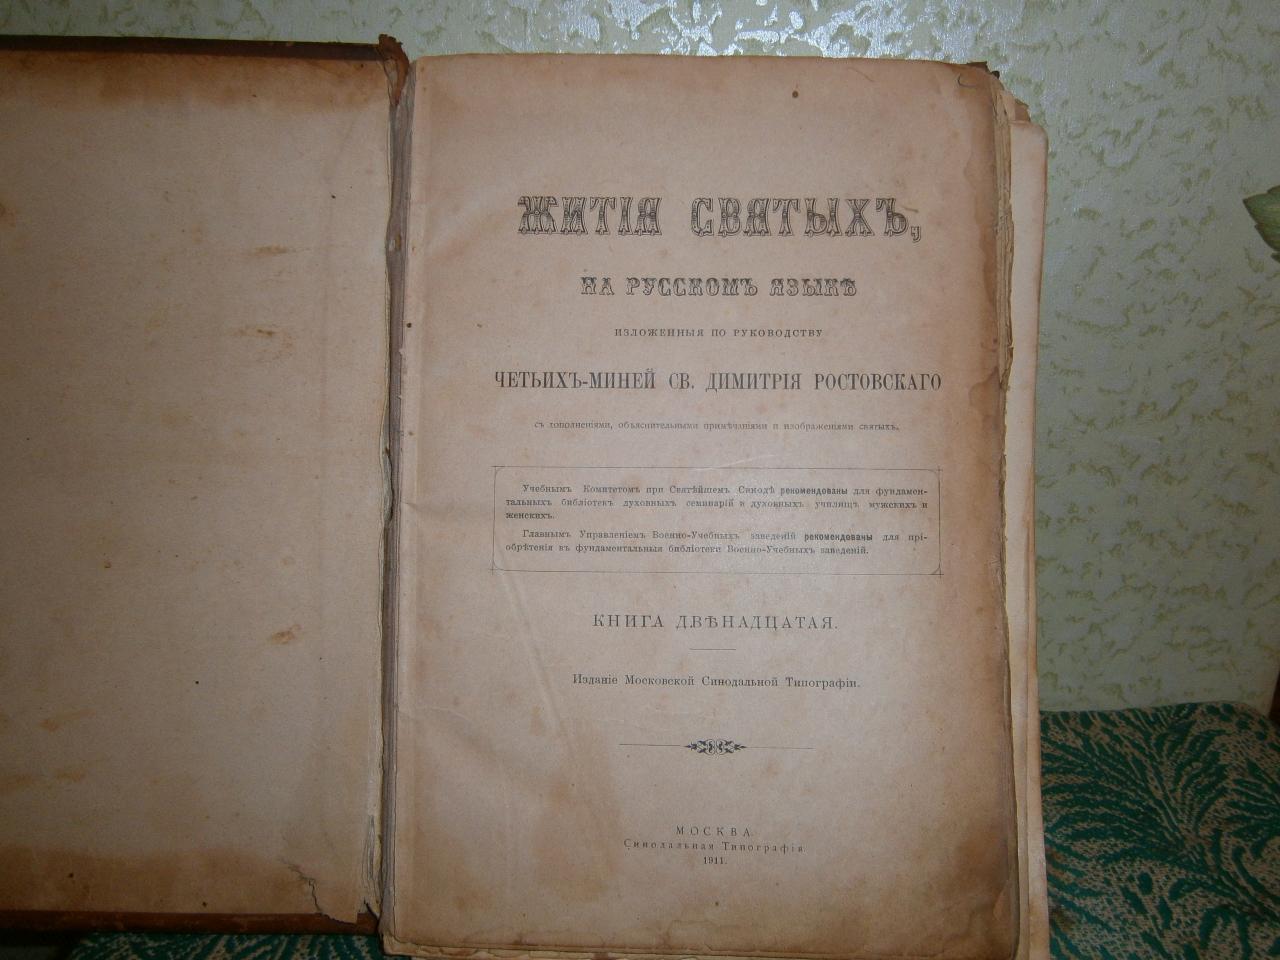 ЖИТІЯ СВЯТЫХЪ,
НА РУССКОМЪ ЯЗЫКѢ
ИЗЛОЖЕННЫЯ ПО РУКОВОДСТВУ
ЧЕТЬИХЪ-МИНЕЙ СВ. ДИМИТРІЯ РОСТОВСКАГО
съ дополненіями, объяснительными примѣчаніями и изображеніями святыхъ.
Учебнымъ Комитетомъ при Святѣйшемъ Синодѣ рекомендованы для фундамен-
тальныхъ библіотек духовныхъ семинарій и духовныхъ училищъ мужскихъ и
женскихъ.
Главнымъ Управленіемъ Военно-Учебныхъ заведеній рекомендованы для прі-
обрѣтенія въ фундаментальныя библіотеки Военно-Учебныхъ заведеній.
КНИГА ДВѢНАДЦАТАЯ.
Изданіе Московской Синодальной Типографіи.
МОСКВА.
Синодальная Типографія
1911.